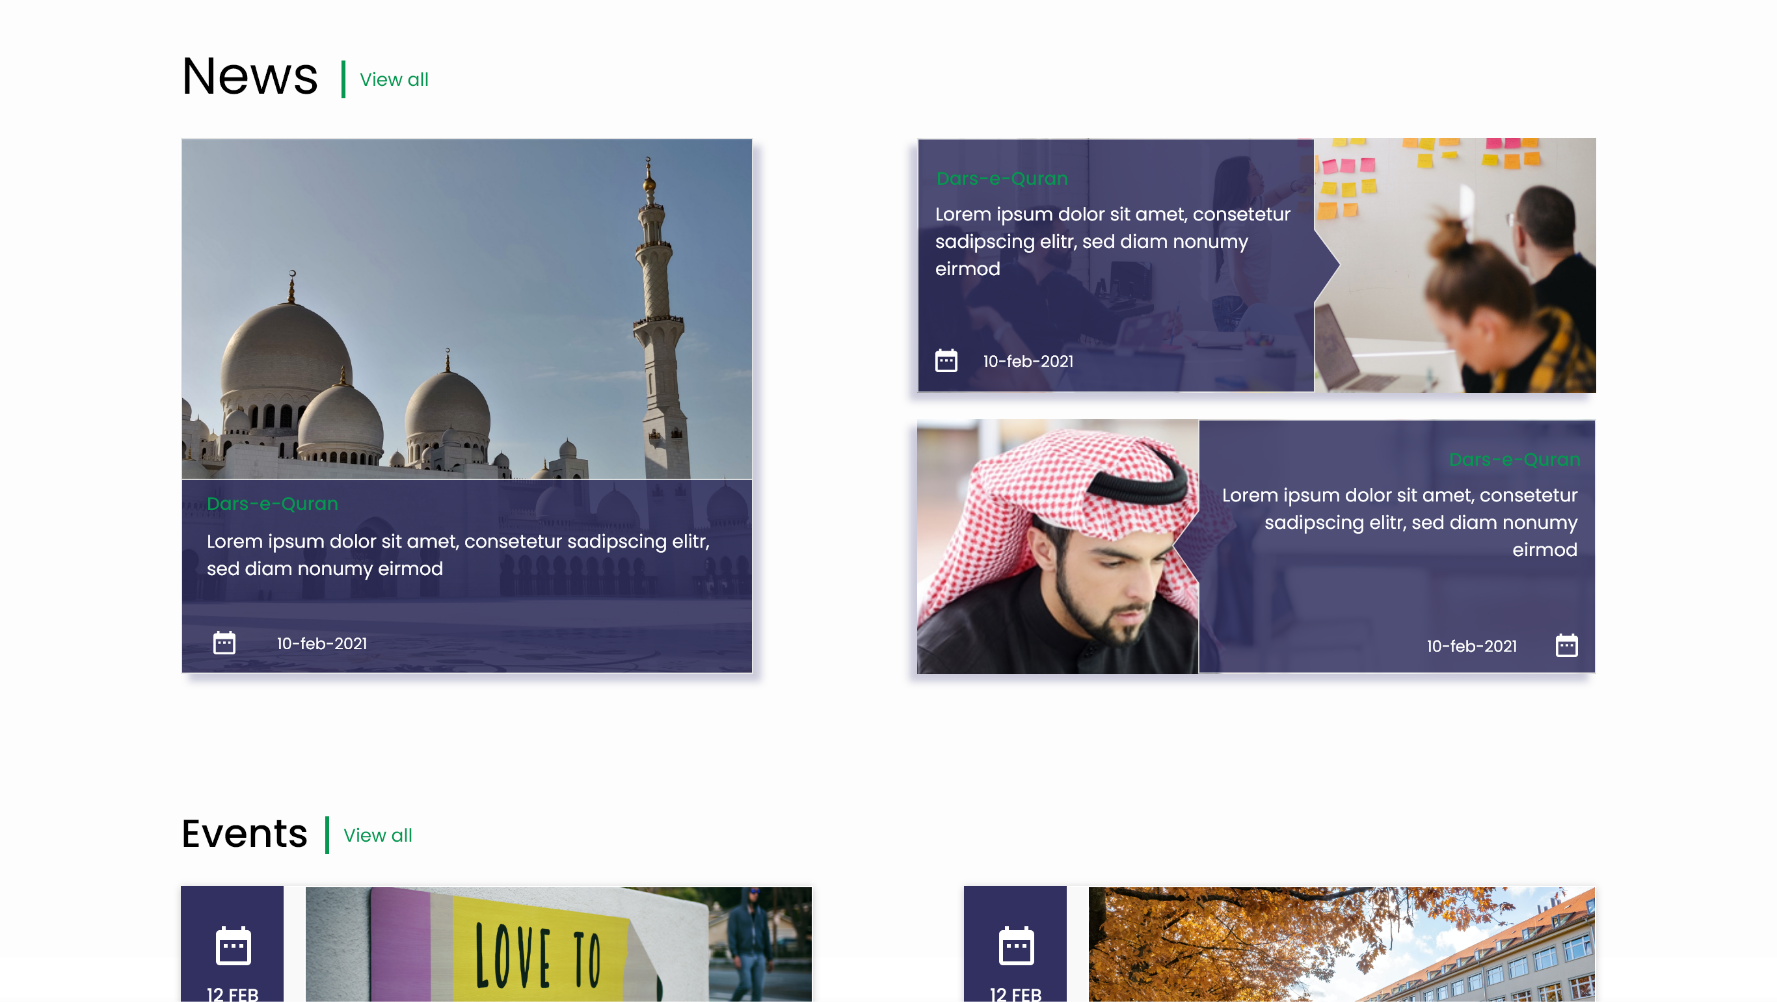 News
View all
Dars-e-Quran
Lorem ipsum dolor sit amet, consetetur sadipscing elitr,
sed diam nonumy eirmod
10-feb-2021
Dars-e-Quran
Lorem ipsum dolor sit amet, consetetur
sadipscing elitr, sed diam nonumy
eirmod
10-feb-2021
Dars-e-Quran
Lorem ipsum dolor sit amet, consetetur
sadipscing elitr, sed diam nonumy
eirmod
10-feb-2021
Events
View all
12 FEB
LOVE TO
12 FEB